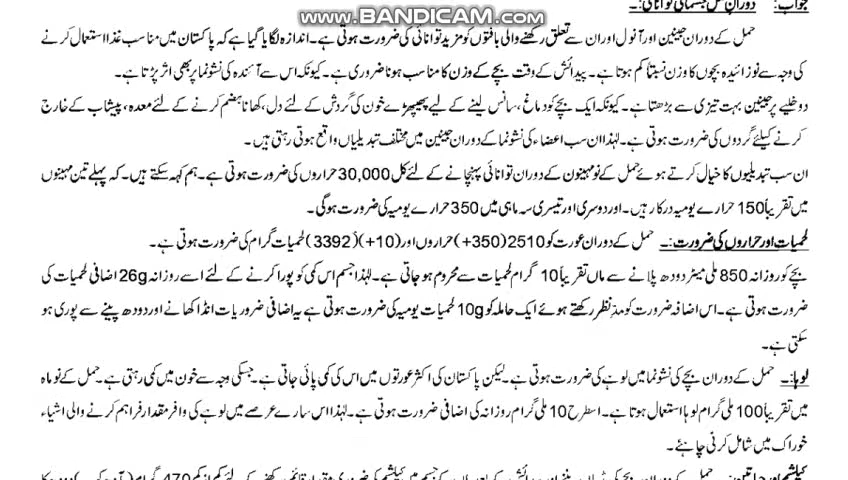 www.BANDICAM.com
جواب: دوران حمل جسمانی توانائی:۔
حمل کے دوران جینین اور آنول اور ان سے تعلق رکھنے والی بافتوں کو مزید توانائی کی ضرورت ہوتی ہے۔ اندازہ لگایا گیا ہے کہ پاکستان میں مناسب غذا استعمال کرنے
کی وجہ سے نوزائیدہ بچوں کا وزن نسبتاً کم ہوتا ہے۔ پیدائش کے وقت بچے کے وزن کا مناسب ہونا ضروری ہے۔ کیونکہ اس سے آئندہ کی نشوونما پر بھی اثر پڑتا ہے۔
دو خلیے پر جینین بہت تیزی سے بڑھتا ہے۔ کیونکہ ایک بچے کو دماغ، سانس لینے کے لیے پھیپھڑے خون کی گردش کے لئے دل، کھانا ہضم کرنے کے لئے معدہ، پیشاب کے خارج
کرنے کیلئے گردوں کی ضرورت ہوتی ہے۔ لہٰذا ان سب اعضاء کی نشوونما کے دوران جینین میں مختلف تبدیلیاں واقع ہوتی رہتی ہیں۔
ان سب تبدیلیوں کا خیال کرتے ہوئے حمل کے نو مہینوں کے دوران توانائی پہنچانے کے لئے کل 30,000 حراروں کی ضرورت ہوتی ہے۔ ہم کہہ سکتے ہیں۔ کہ پہلے تین مہینوں
میں تقریباً 150 حرارے یومیہ درکار ہیں۔ اور دوسری اور تیسری سہ ماہی میں 350 حرارے یومیہ کی ضرورت ہوگی۔
لحمیات اور حراروں کی ضرورت:۔ حمل کے دوران عورت کو 2510 (350+) حراروں اور (10+) (3392) لحمیات گرام کی ضرورت ہوتی ہے۔
بچے کو روزانہ 850 ملی میٹر دودھ پلانے سے ماں تقریباً 10 گرام لحمیات سے محروم ہو جاتی ہے۔ لہٰذا جسم اس کمی کو پورا کرنے کے لئے اسے روزانہ 26g اضافی لحمیات کی
ضرورت ہوتی ہے۔ اس اضافہ ضرورت کو مدِ نظر رکھتے ہوئے ایک حاملہ کو 10g لحمیات یومیہ کی ضرورت ہوتی ہے یہ اضافی ضروریات انڈا کھانے اور دودھ پینے سے پوری ہو
سکتی ہے۔
لوہا:۔ حمل کے دوران بچے کی نشوونما میں لوہے کی ضرورت ہوتی ہے۔ لیکن پاکستان کی اکثر عورتوں میں اس کی کمی پائی جاتی ہے۔ جسکی وجہ سے خون میں کمی رہتی ہے۔ حمل کے نو ماہ
میں تقریباً 100 ملی گرام لوہا استعمال ہوتا ہے۔ اسطرح 10 ملی گرام روزانہ کی اضافی ضرورت ہوتی ہے۔ لہٰذا اس سارے عرصے میں لوہے کی وافر مقدار فراہم کرنے والی اشیاء
خوراک میں شامل کرنی چاہئے۔